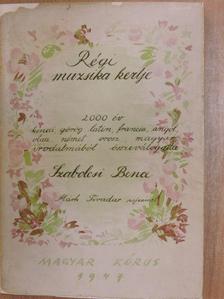 Régi
muzsika kertje
2000 év
kínai, görög, latin, francia, angol,
olasz, német, orosz, magyar
irodalmából összeválogatta
Szabolcsi Bence
Márk Tivadar rajzaival
MAGYAR KÓRUS
1947